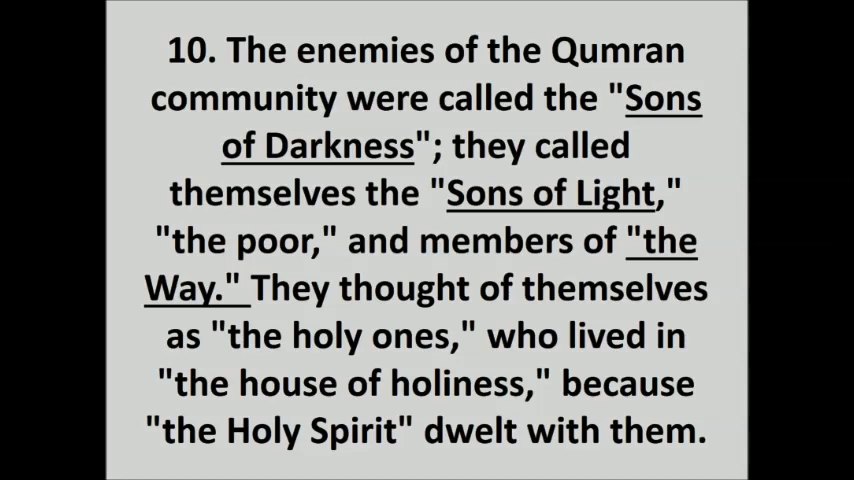 10. The enemies of the Qumran
community were called the "Sons
of Darkness"; they called
themselves the "Sons of Light,"
"the poor," and members of "the
Way." They thought of themselves
as "the holy ones," who lived in
"the house of holiness," because
"the Holy Spirit" dwelt with them.